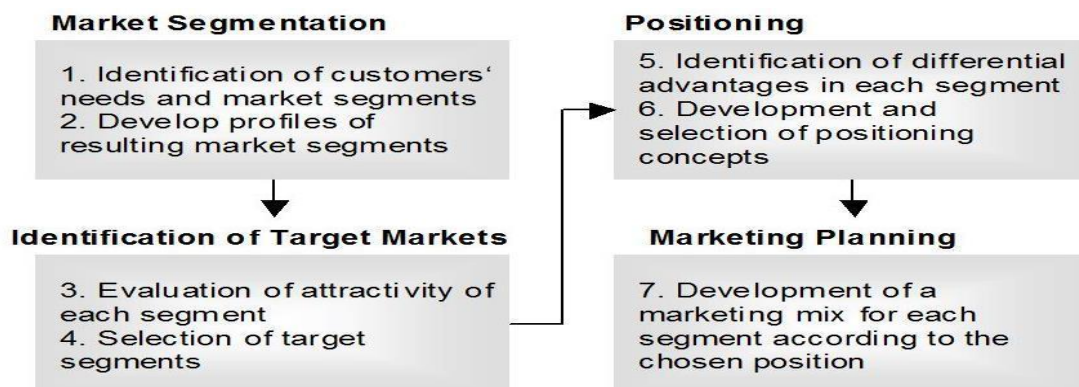 Market Segmentation
1. Identification of customers‘
needs and market segments
2. Develop profiles of
resulting market segments
Identification of Target Markets
3. Evaluation of attractivity of
each segment
4. Selection of target
segments
Positioning
5. Identification of differential
advantages in each segment
6. Development and
selection of positioning
concepts
Marketing Planning
7. Development of a
marketing mix for each
segment according to the
chosen position